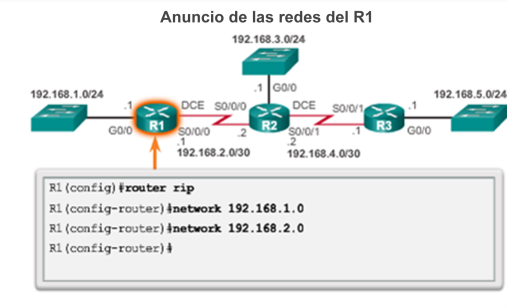 Anuncio de las redes del R1
192.168.3.0/24
.1 G0/0
192.168.1.0/24
192.168.5.0/24
.1 DCE S0/0/0 DCE S0/0/1 .1
R1 R2 R3
G0/0 S0/0/0 .2 S0/0/1 .1 G0/0
.1 .2
192.168.2.0/30 192.168.4.0/30
R1(config)#router rip
R1(config-router)#network 192.168.1.0
R1(config-router)#network 192.168.2.0
R1(config-router)#